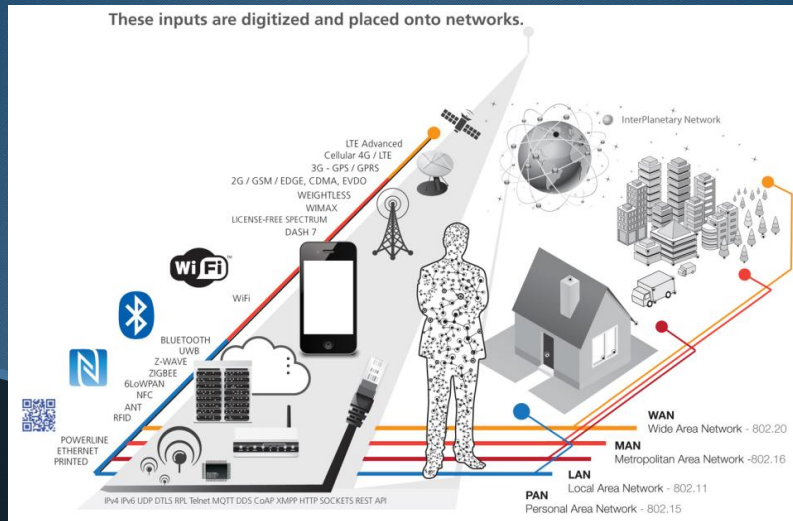 These inputs are digitized and placed onto networks.
InterPlanetary Network
LTE Advanced
Cellular 4G / LTE
3G - GPS / GPRS
2G / GSM / EDGE, CDMA, EVDO
WEIGHTLESS
WIMAX
LICENSE-FREE SPECTRUM
DASH 7
WiFi
WiFi
BLUETOOTH
UWB
Z-WAVE
ZIGBEE
6LoWPAN
NFC
ANT
RFID
POWERLINE
ETHERNET
PRINTED
WAN
Wide Area Network - 802.20
MAN
Metropolitan Area Network -802.16
LAN
Local Area Network - 802.11
PAN
Personal Area Network - 802.15
IPv4 IPv6 UDP DTLS RPL Telnet MQTT DDS CoAP XMPP HTTP SOCKETS REST API